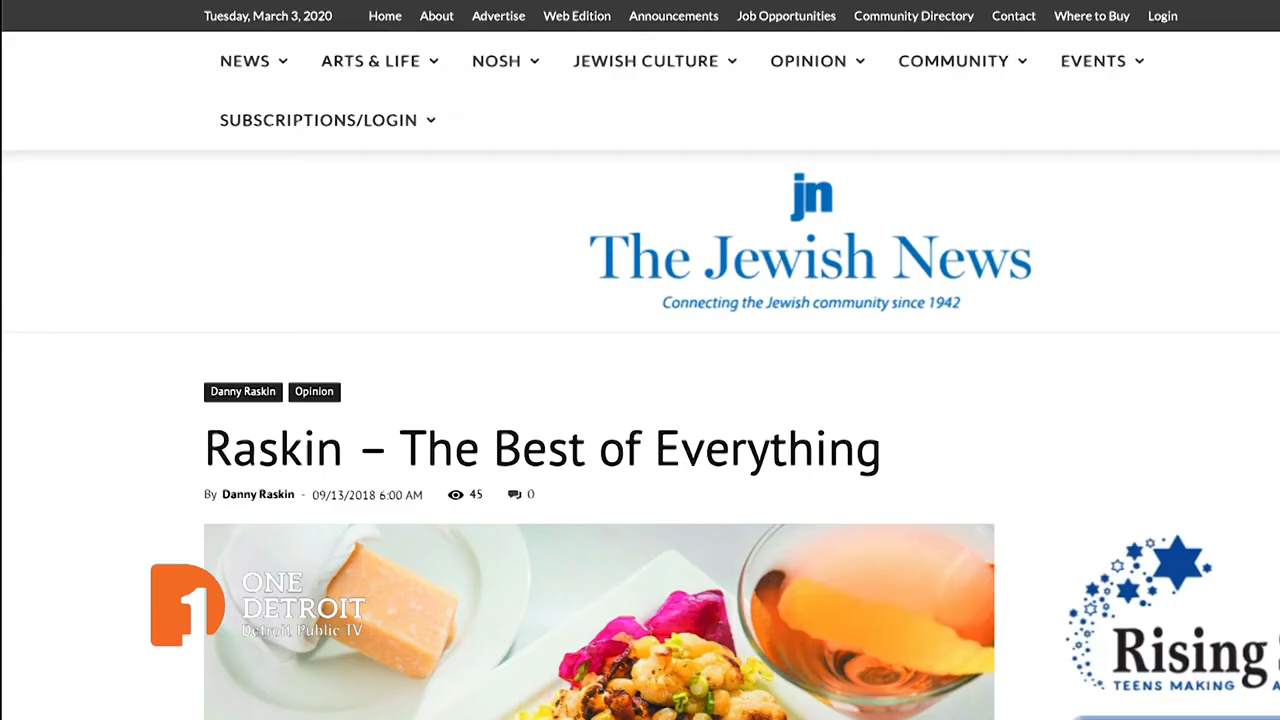 Tuesday, March 3, 2020 Home About Advertise Web Edition Announcements Job Opportunities Community Directory Contact Where to Buy Login
NEWS ARTS & LIFE NOSH JEWISH CULTURE OPINION COMMUNITY EVENTS
SUBSCRIPTIONS/LOGIN
jn
The Jewish News
Connecting the Jewish community since 1942
Danny Raskin Opinion
Raskin – The Best of Everything
By Danny Raskin - 09/13/2018 6:00 AM 45 0
1 ONE
DETROIT
Detroit Public TV
Rising
TEENS MAKING